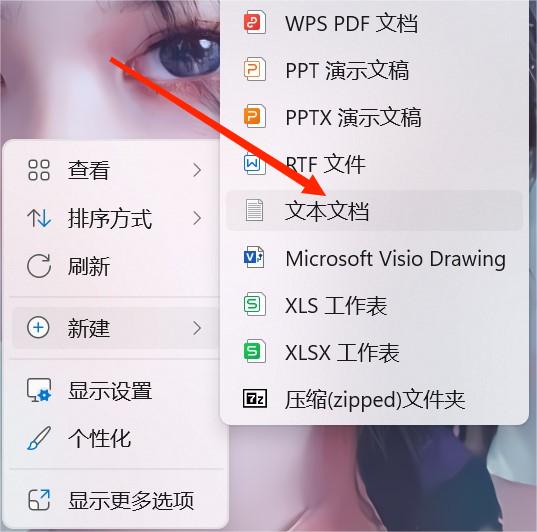 WPS PDF 文档
PPT 演示文稿
PPTX 演示文稿
RTF 文件
文本文档
Microsoft Visio Drawing
XLS 工作表
XLSX 工作表
压缩(zipped)文件夹
查看
排序方式
刷新
新建
显示设置
个性化
显示更多选项